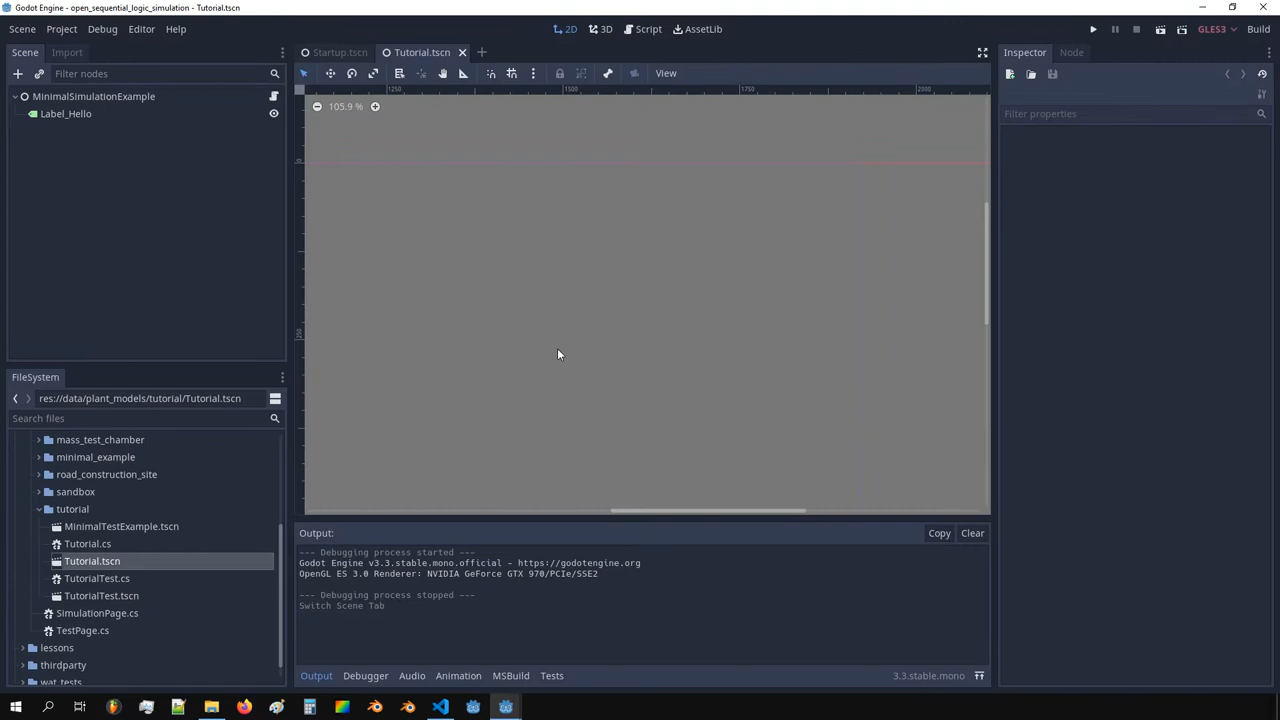 Godot Engine - open_sequential_logic_simulation - Tutorial.tscn
Scene Project Debug Editor Help
2D 3D Script AssetLib
GLES3 Build
Scene Import
Filter nodes
MinimalSimulationExample
Label_Hello
Startup.tscn Tutorial.tscn
View
1250 1500 1750 2000
105.9 %
0
250
Inspector Node
Filter properties
FileSystem
res://data/plant_models/tutorial/Tutorial.tscn
Search files
mass_test_chamber
minimal_example
road_construction_site
sandbox
tutorial
MinimalTestExample.tscn
Tutorial.cs
Tutorial.tscn
TutorialTest.cs
TutorialTest.tscn
SimulationPage.cs
TestPage.cs
lessons
thirdparty
wat_tests
Output: Copy Clear
--- Debugging process started ---
Godot Engine v3.3.stable.mono.official - https://godotengine.org
OpenGL ES 3.0 Renderer: NVIDIA GeForce GTX 970/PCIe/SSE2
--- Debugging process stopped ---
Switch Scene Tab
Output Debugger Audio Animation MSBuild Tests 3.3.stable.mono